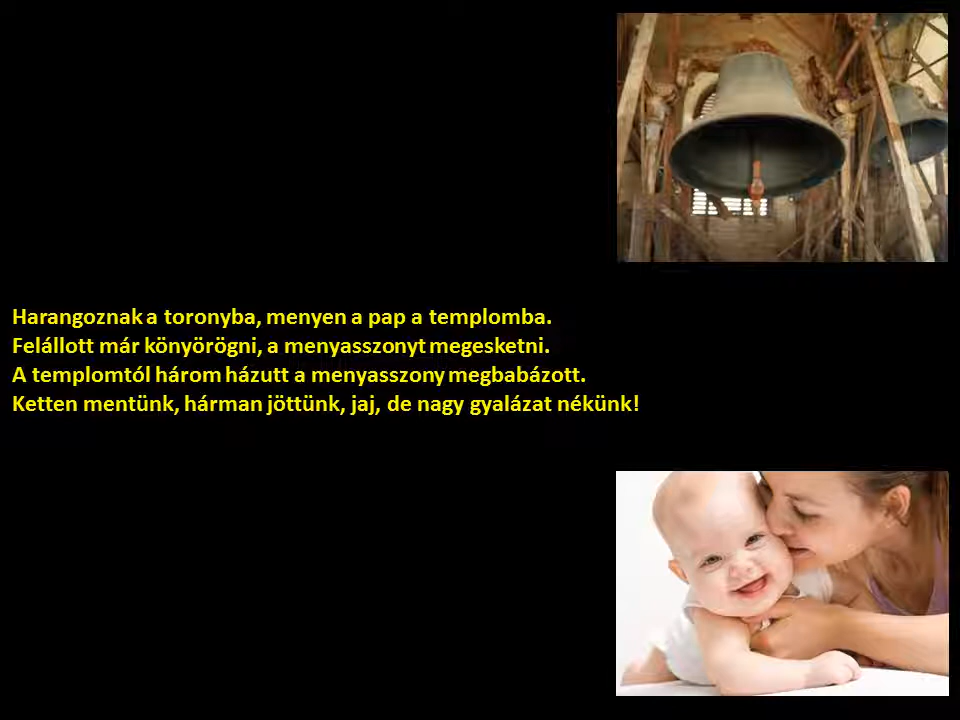 Harangoznak a toronyba, menyen a pap a templomba.
Felállott már könyörögni, a menyasszonyt megesketni.
A templomtól három házutt a menyasszony megbabázott.
Ketten mentünk, hárman jöttünk, jaj, de nagy gyalázat nékünk!